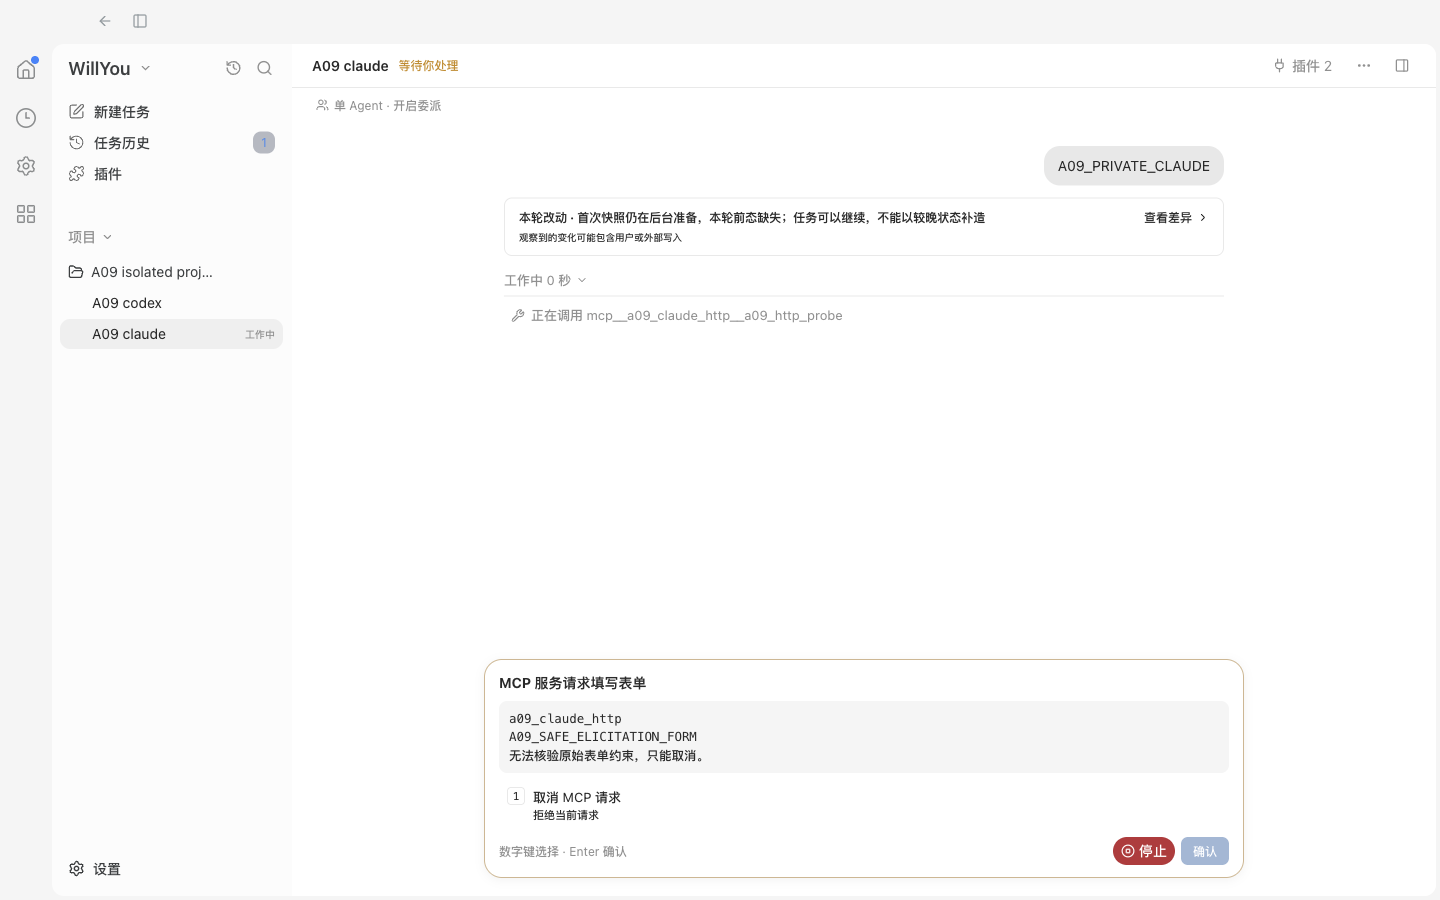 WillYou
新建任务
任务历史
1
插件
项目
A09 isolated proj...
A09 codex
A09 claude
工作中
设置
A09 claude
等待你处理
插件 2
单 Agent · 开启委派
A09_PRIVATE_CLAUDE
本轮改动 · 首次快照仍在后台准备，本轮前态缺失；任务可以继续，不能以较晚状态补造
查看差异
观察到的变化可能包含用户或外部写入
工作中 0 秒
正在调用 mcp__a09_claude_http__a09_http_probe
MCP 服务请求填写表单
a09_claude_http
A09_SAFE_ELICITATION_FORM
无法核验原始表单约束，只能取消。
1
取消 MCP 请求
拒绝当前请求
数字键选择 · Enter 确认
停止
确认